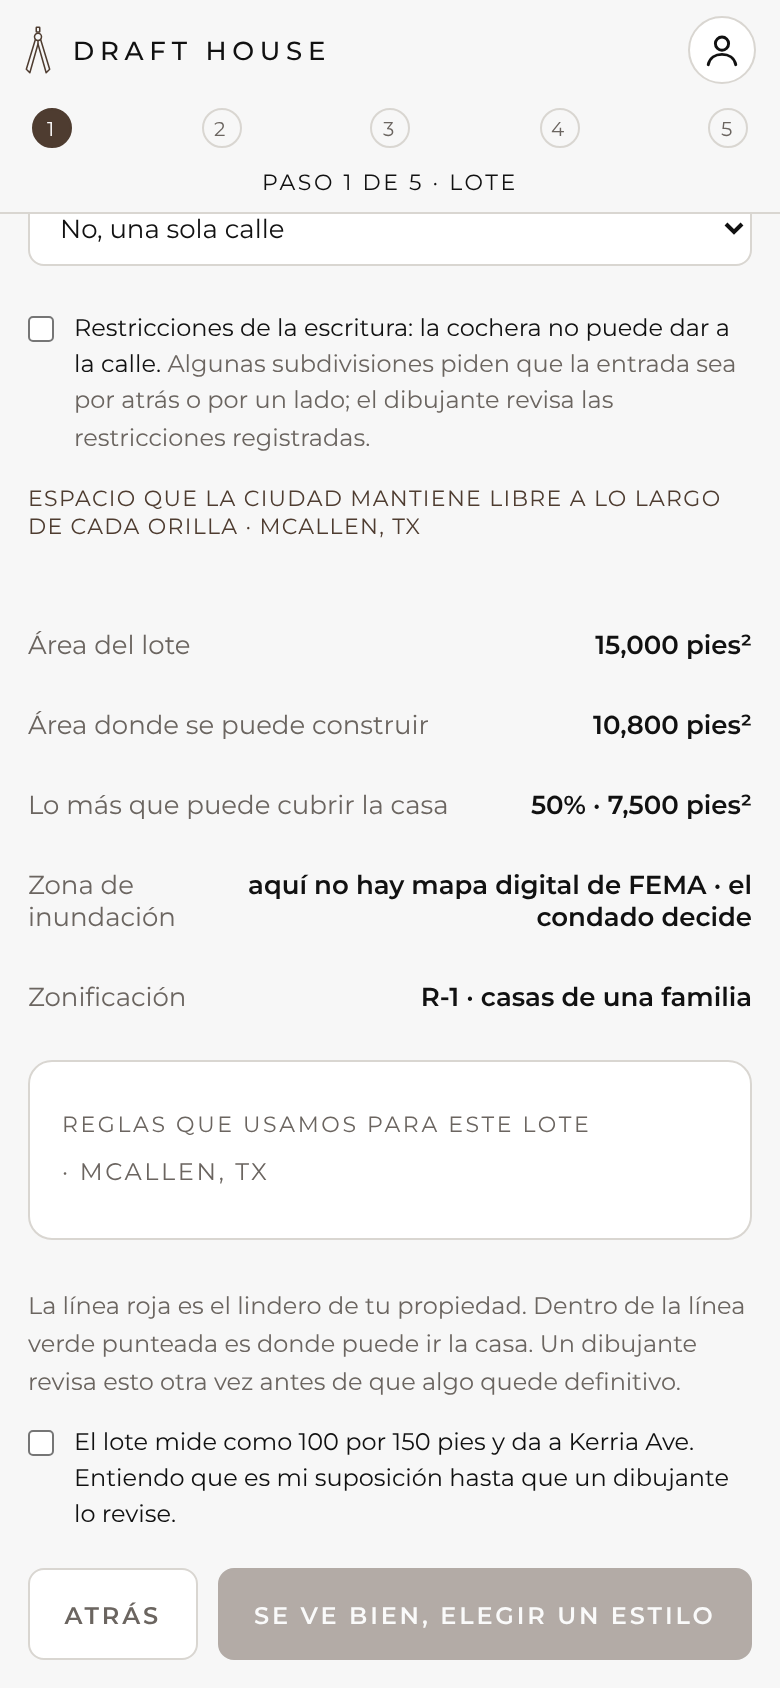 DRAFT HOUSE
1 2 3 4 5
PASO 1 DE 5 · LOTE
No, una sola calle
Restricciones de la escritura: la cochera no puede dar a
la calle. Algunas subdivisiones piden que la entrada sea
por atrás o por un lado; el dibujante revisa las
restricciones registradas.
ESPACIO QUE LA CIUDAD MANTIENE LIBRE A LO LARGO
DE CADA ORILLA · MCALLEN, TX
Área del lote 15,000 pies²
Área donde se puede construir 10,800 pies²
Lo más que puede cubrir la casa 50% · 7,500 pies²
Zona de
inundación
aquí no hay mapa digital de FEMA · el
condado decide
Zonificación R-1 · casas de una familia
REGLAS QUE USAMOS PARA ESTE LOTE
· MCALLEN, TX
La línea roja es el lindero de tu propiedad. Dentro de la línea
verde punteada es donde puede ir la casa. Un dibujante
revisa esto otra vez antes de que algo quede definitivo.
El lote mide como 100 por 150 pies y da a Kerria Ave.
Entiendo que es mi suposición hasta que un dibujante
lo revise.
ATRÁS SE VE BIEN, ELEGIR UN ESTILO